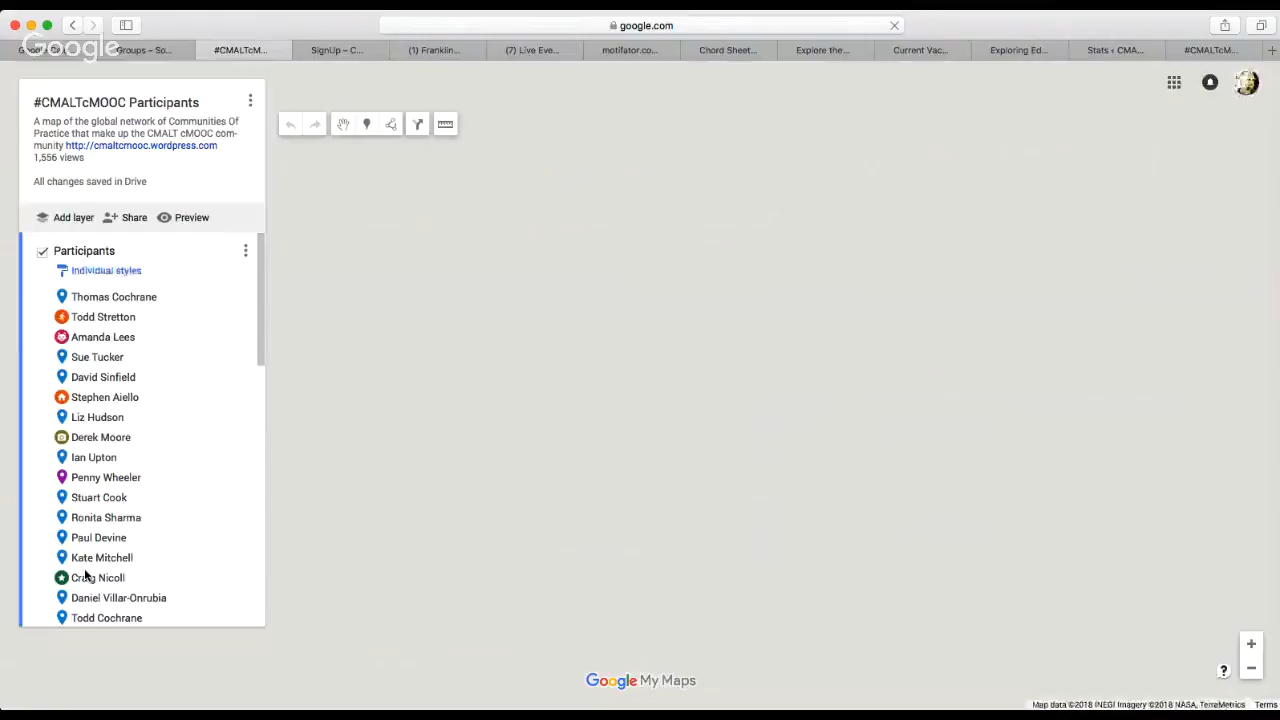 google.com
Groups – So...
#CMALTcM...
SignUp – C...
(1) Franklin...
(7) Live Eve...
motifator.co...
Chord Sheet...
Explore the...
Current Vac...
Exploring Ed...
Stats ‹ CMA...
#CMALTcM...
Google
#CMALTcMOOC Participants
A map of the global network of Communities Of
Practice that make up the CMALT cMOOC com-
munity http://cmaltcmooc.wordpress.com
1,556 views
All changes saved in Drive
Add layer Share Preview
Participants
Individual styles
Thomas Cochrane
Todd Stretton
Amanda Lees
Sue Tucker
David Sinfield
Stephen Aiello
Liz Hudson
Derek Moore
Ian Upton
Penny Wheeler
Stuart Cook
Ronita Sharma
Paul Devine
Kate Mitchell
Craig Nicoll
Daniel Villar-Onrubia
Todd Cochrane
Google My Maps
Map data ©2018 INEGI Imagery ©2018 NASA, TerraMetrics Terms